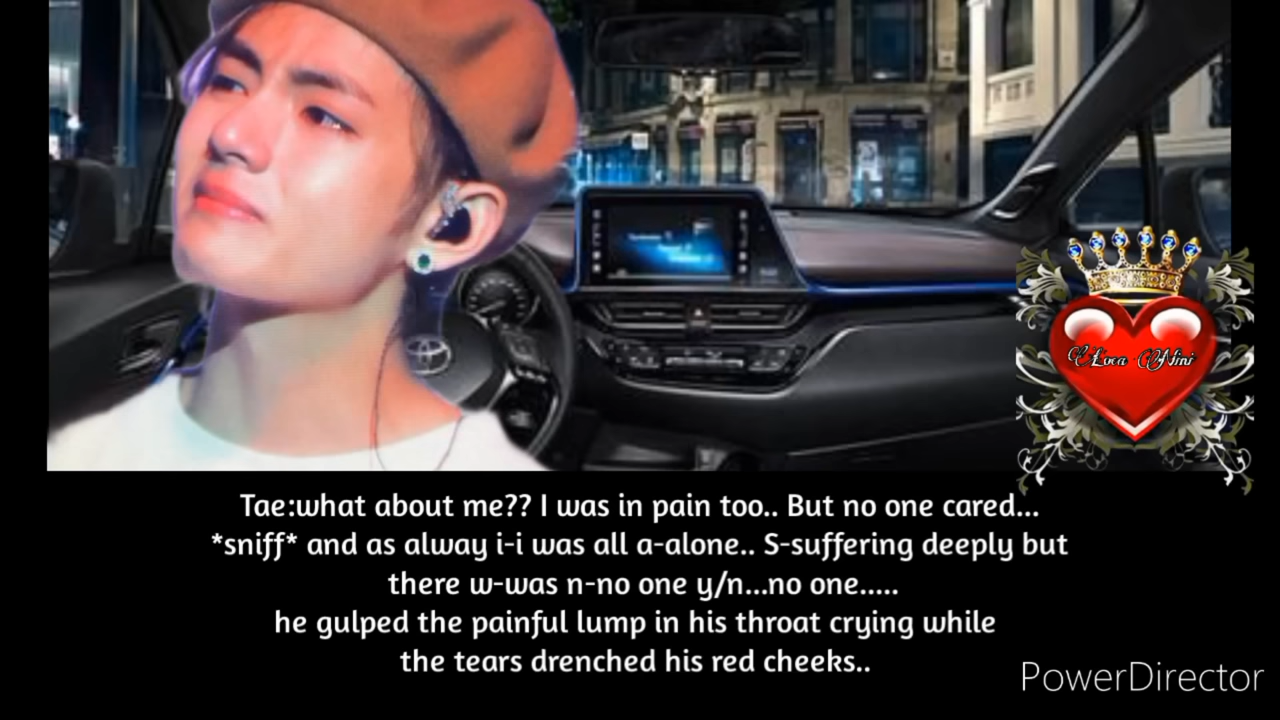 Luca Nini
Tae:what about me?? I was in pain too.. But no one cared...
*sniff* and as alway i-i was all a-alone.. S-suffering deeply but
there w-was n-no one y/n...no one.....
he gulped the painful lump in his throat crying while
the tears drenched his red cheeks..
PowerDirector